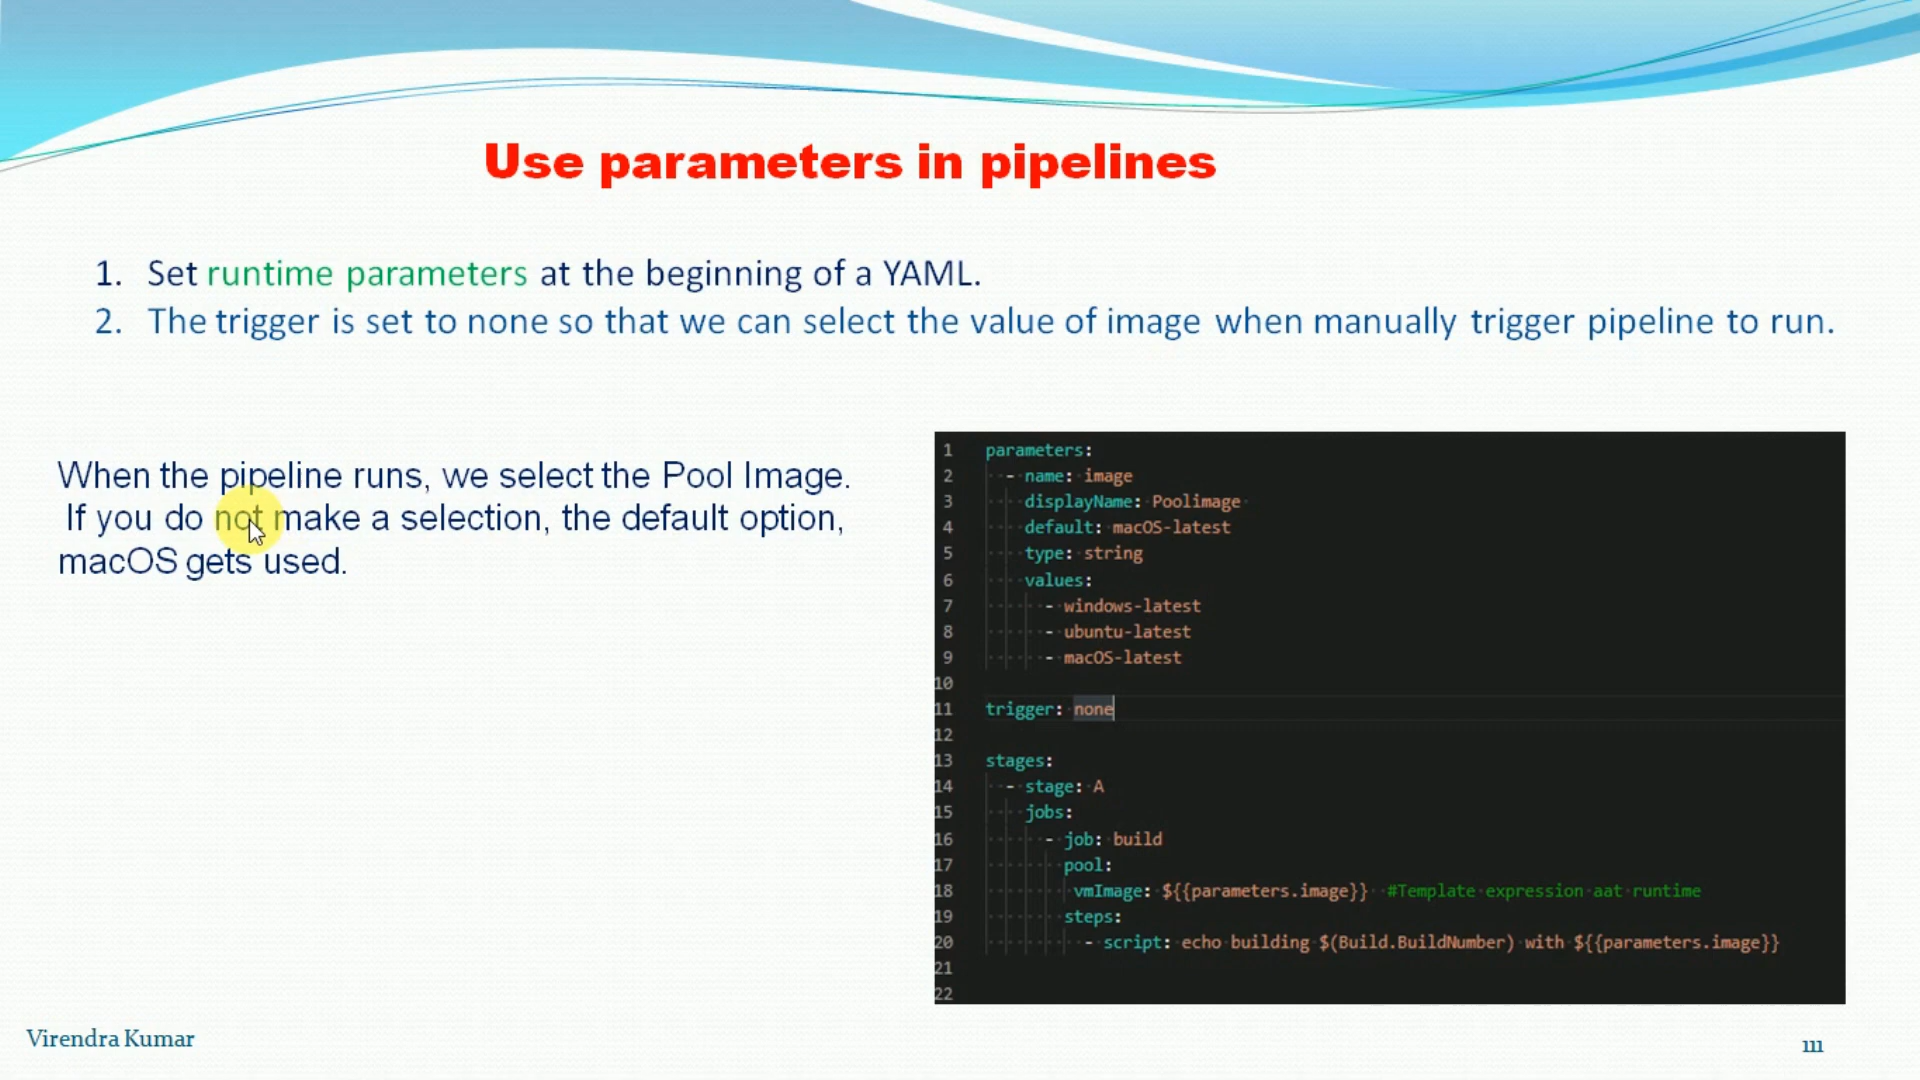 Use parameters in pipelines
1. Set runtime parameters at the beginning of a YAML.
2. The trigger is set to none so that we can select the value of image when manually trigger pipeline to run.
When the pipeline runs, we select the Pool Image.
If you do not make a selection, the default option,
macOS gets used.
1 parameters:
2   - name: image
3     displayName: Poolimage
4     default: macOS-latest
5     type: string
6     values:
7       - windows-latest
8       - ubuntu-latest
9       - macOS-latest
10
11 trigger: none
12
13 stages:
14   - stage: A
15     jobs:
16       - job: build
17         pool:
18          vmImage: ${{parameters.image}}  #Template expression aat runtime
19         steps:
20           - script: echo building $(Build.BuildNumber) with ${{parameters.image}}
21
22
Virendra Kumar
111